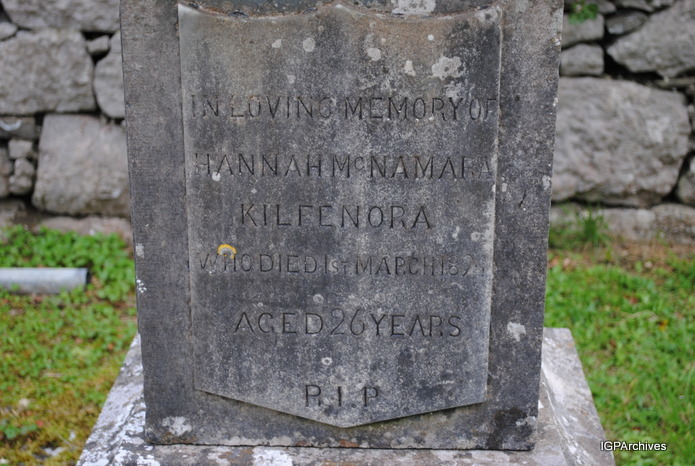 IN LOVING MEMORY OF
HANNAH McNAMARA
KILFENORA
WHO DIED 1ST MARCH
AGED 26 YEARS
R.I.P
IGPArchives